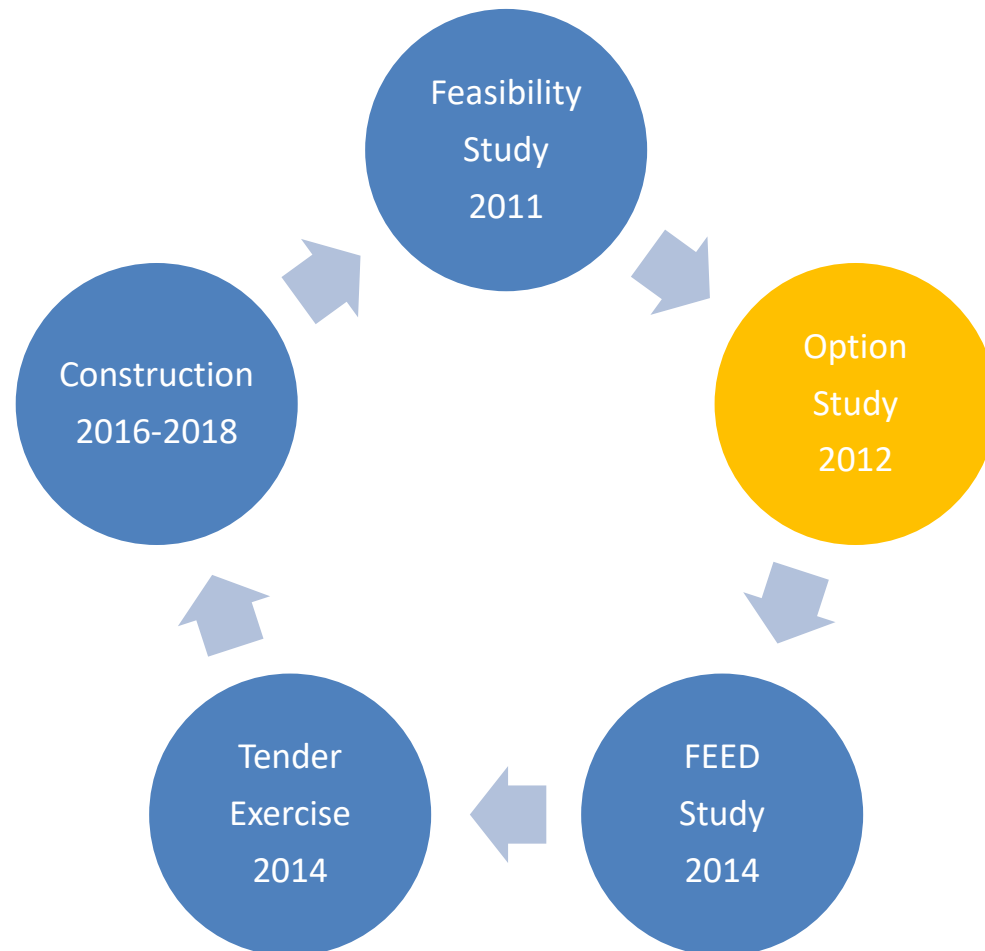 Feasibility
Study
2011
Option
Study
2012
FEED
Study
2014
Tender
Exercise
2014
Construction
2016-2018